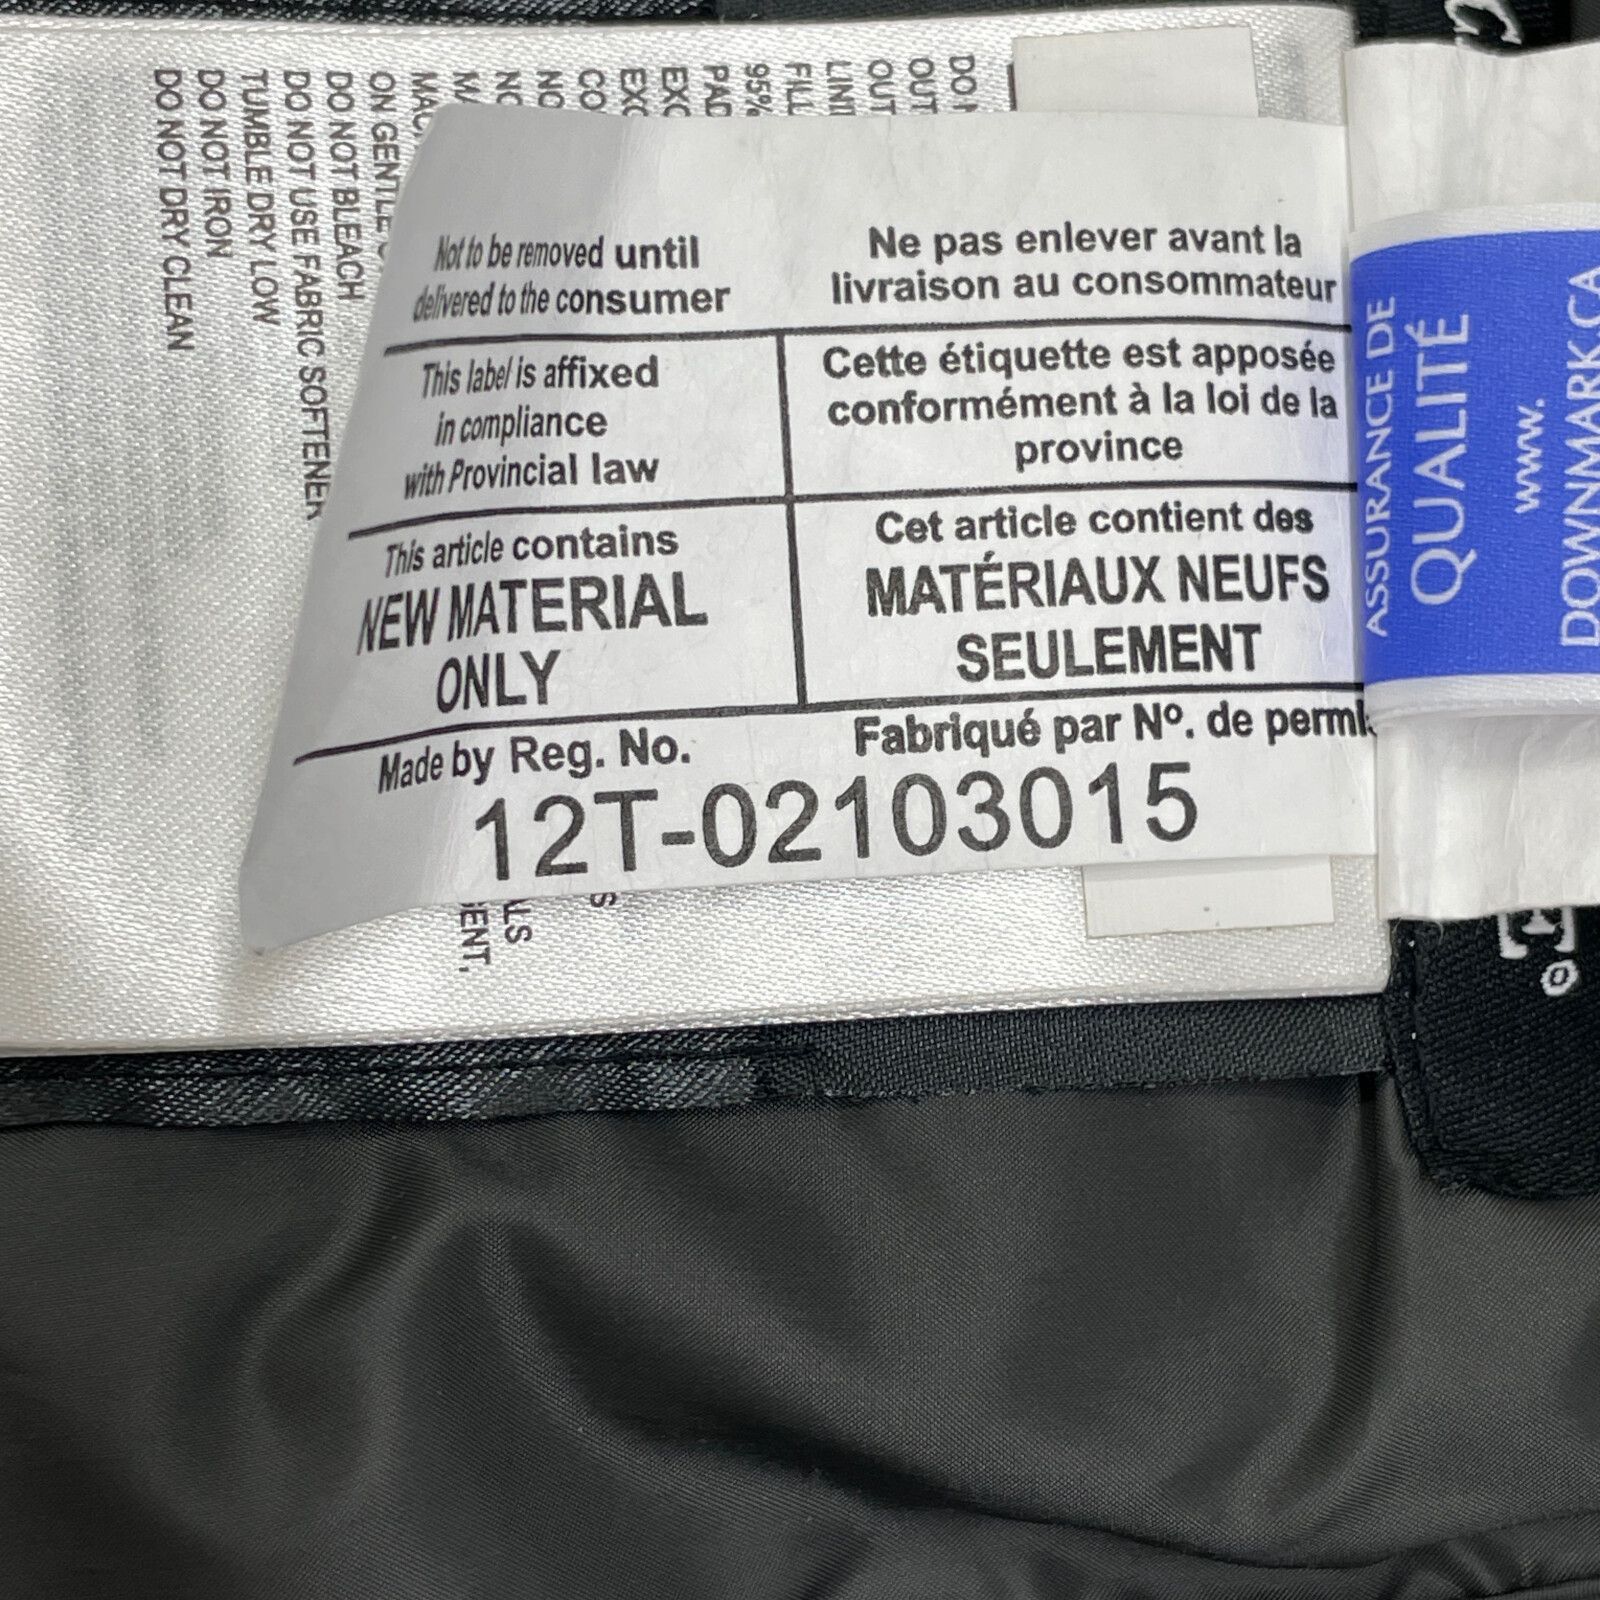 Not to be removed until
delivered to the consumer
Ne pas enlever avant la
livraison au consommateur
This label is affixed
in compliance
with Provincial law
Cette étiquette est apposée
conformément à la loi de la
province
This article contains
NEW MATERIAL
ONLY
Cet article contient des
MATÉRIAUX NEUFS
SEULEMENT
Made by Reg. No.
Fabriqué par Nº. de
12T-02103015
ASSURANCE DE
QUALITÉ
www.
DOWNMARK.CA
95%
ON GENTLE
DO NOT BLEACH
DO NOT USE FABRIC SOFTENER
TUMBLE DRY LOW
DO NOT IRON
DO NOT DRY CLEAN